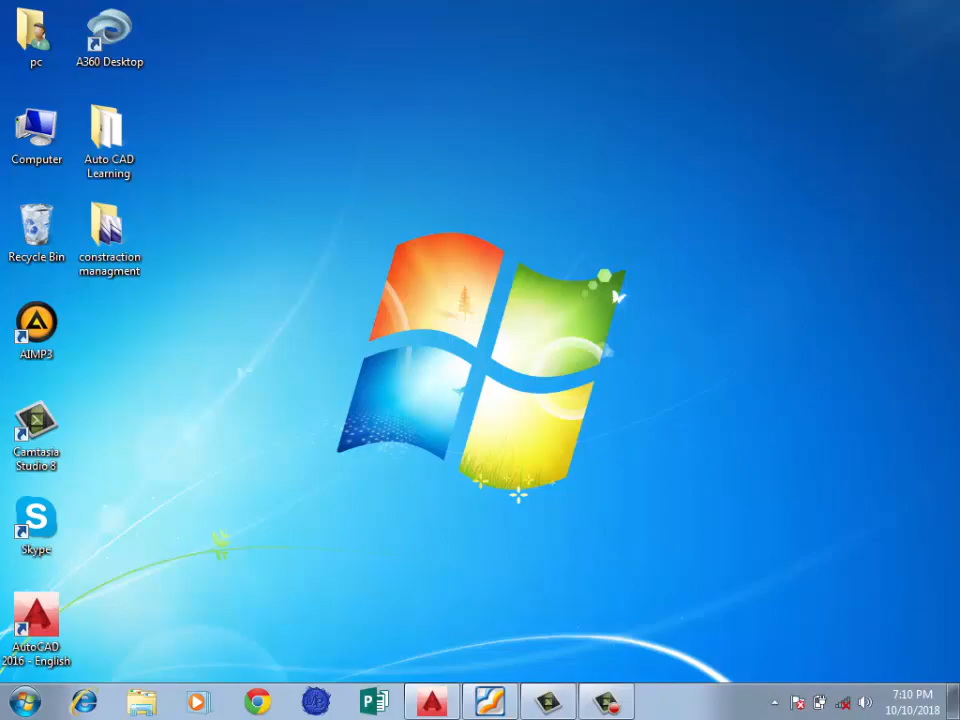 pc
A360 Desktop
Computer
Auto CAD
Learning
Recycle Bin
constraction
managment
AIMP3
Camtasia
Studio 8
S
Skype
AutoCAD
2016 - English
P
7:10 PM
10/10/2018